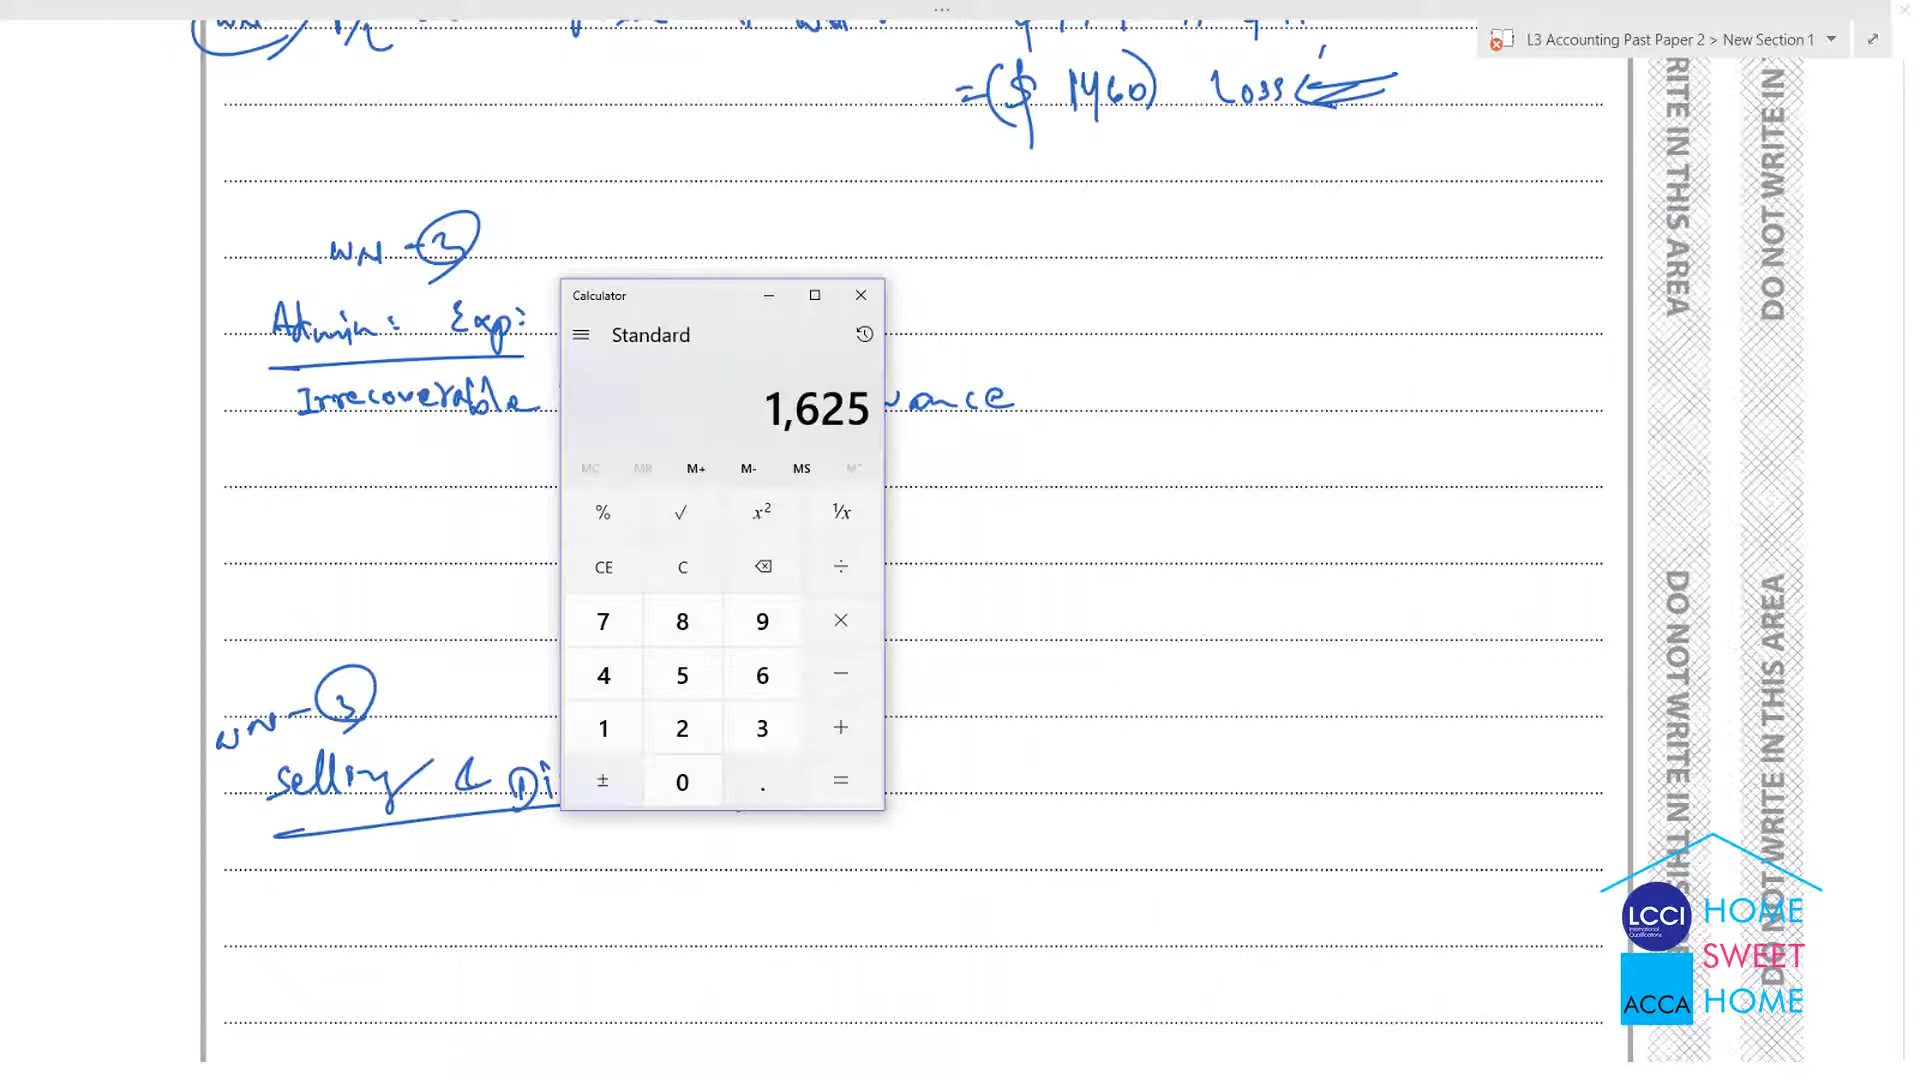 L3 Accounting Past Paper 2 > New Section 1
= ($ 1460) Loss
WN - 3
Admin: Exp:
Irrecoverable
ance
Calculator
Standard
1,625
MC MR M+ M- MS M˅
% √ x² ¹/x
CE C ⌫ ÷
7 8 9 ×
4 5 6 −
1 2 3 +
± 0 . =
WN - 3
Selling & Di
RITE IN THIS AREA
DO NOT WRITE IN
DO NOT WRITE IN THIS
DO NOT WRITE IN THIS AREA
LCCI
International Qualifications
ACCA
HOME
SWEET
HOME